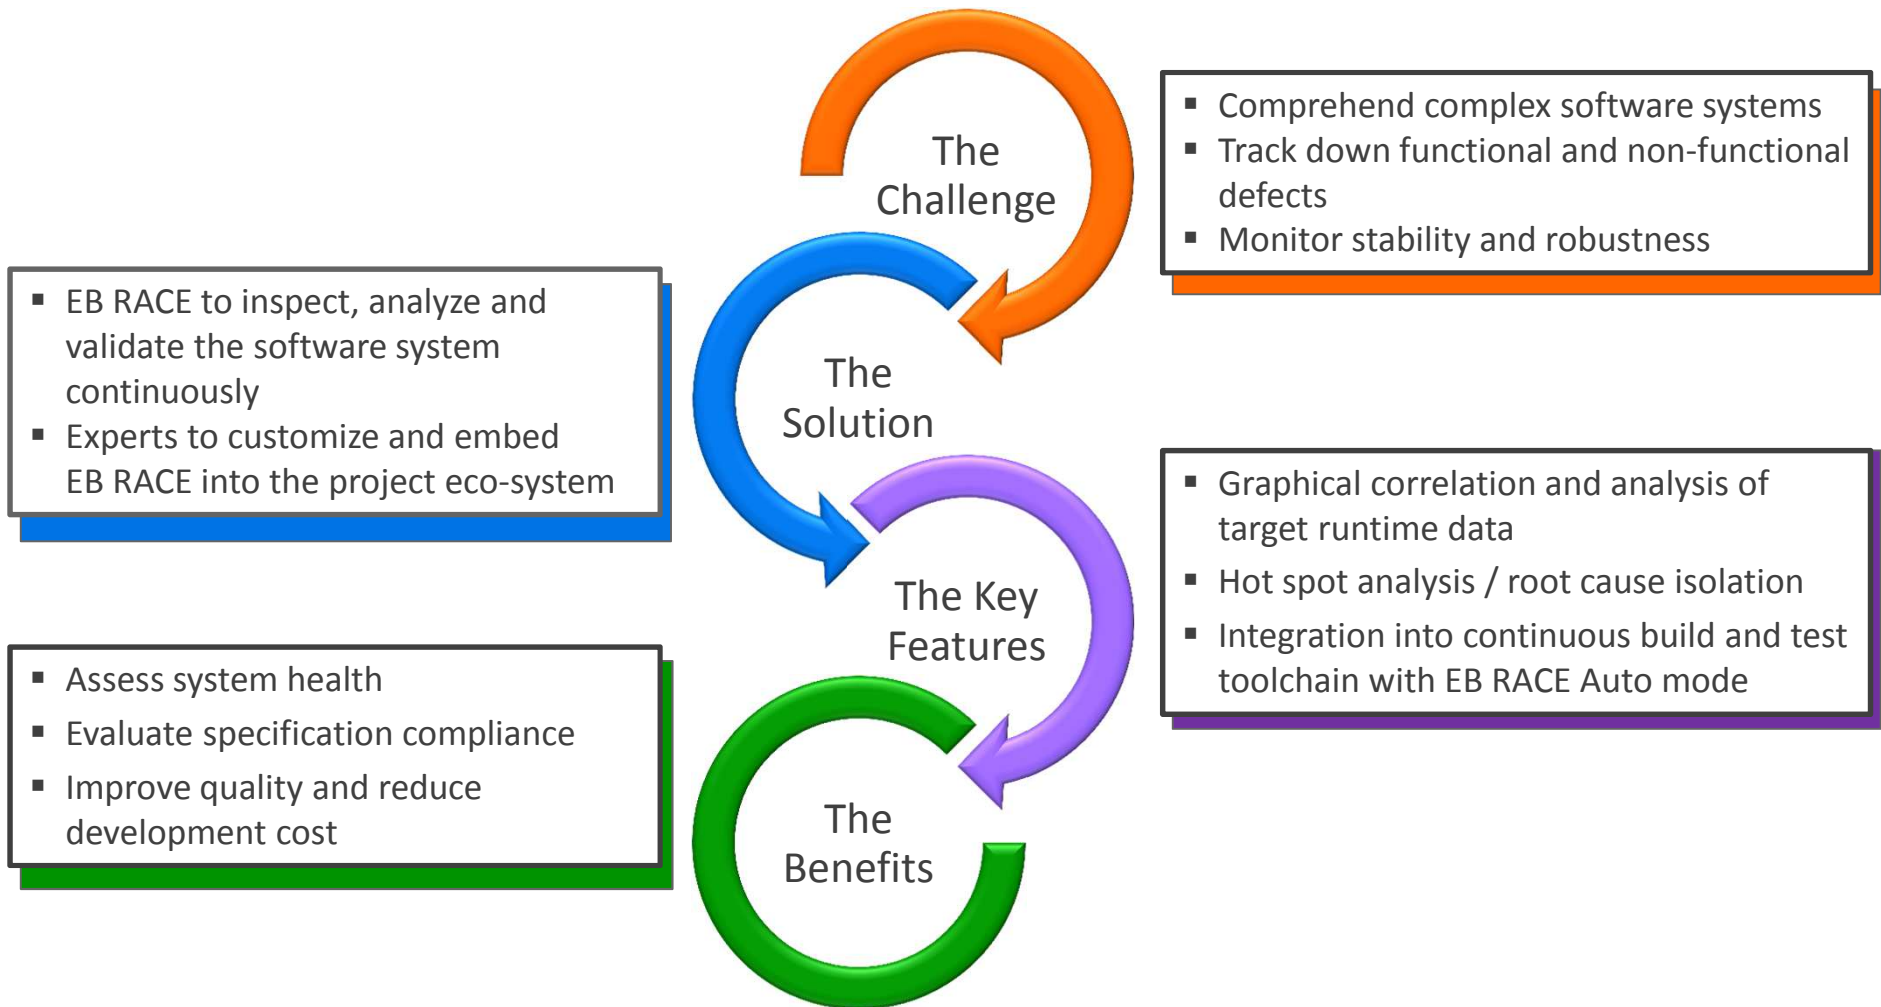 The
Challenge
▪ Comprehend complex software systems
▪ Track down functional and non-functional
defects
▪ Monitor stability and robustness
The
Solution
▪ EB RACE to inspect, analyze and
validate the software system
continuously
▪ Experts to customize and embed
EB RACE into the project eco-system
The Key
Features
▪ Graphical correlation and analysis of
target runtime data
▪ Hot spot analysis / root cause isolation
▪ Integration into continuous build and test
toolchain with EB RACE Auto mode
The
Benefits
▪ Assess system health
▪ Evaluate specification compliance
▪ Improve quality and reduce
development cost